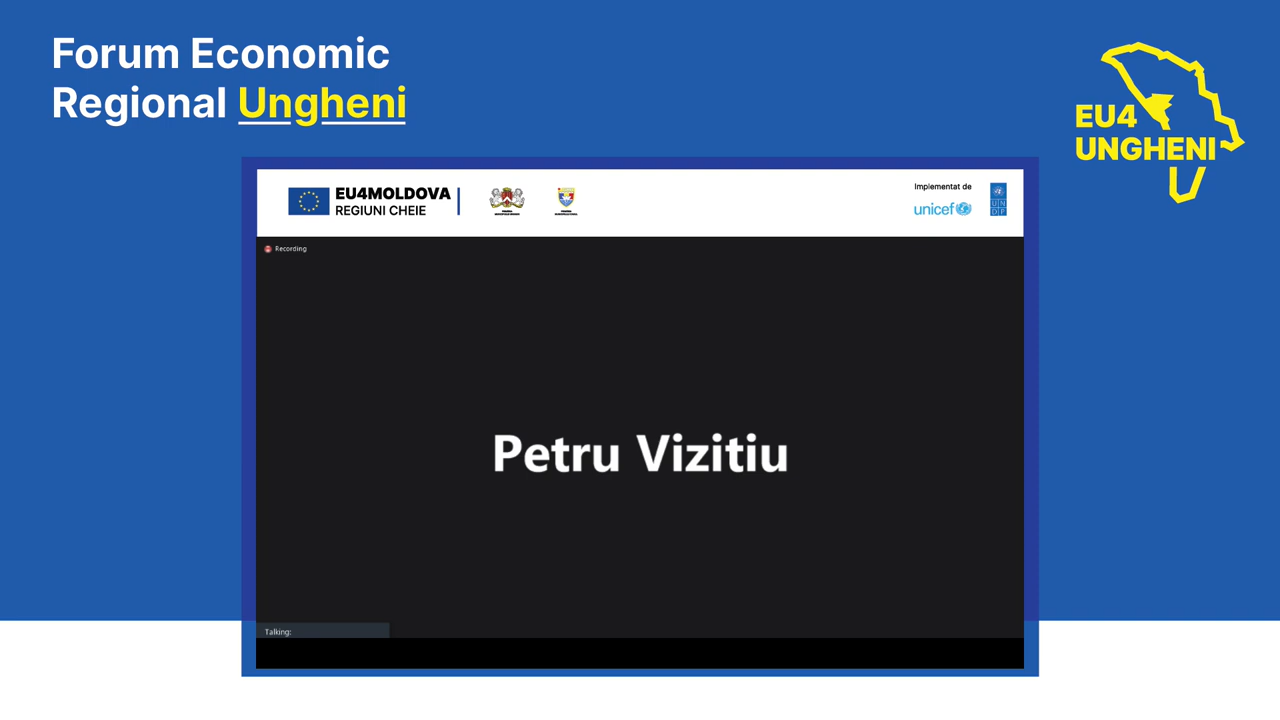 Forum Economic
Regional Ungheni
EU4
UNGHENI
EU4MOLDOVA
REGIUNI CHEIE
Implementat de
unicef
U N
D P
Recording
Petru Vizitiu
Talking: